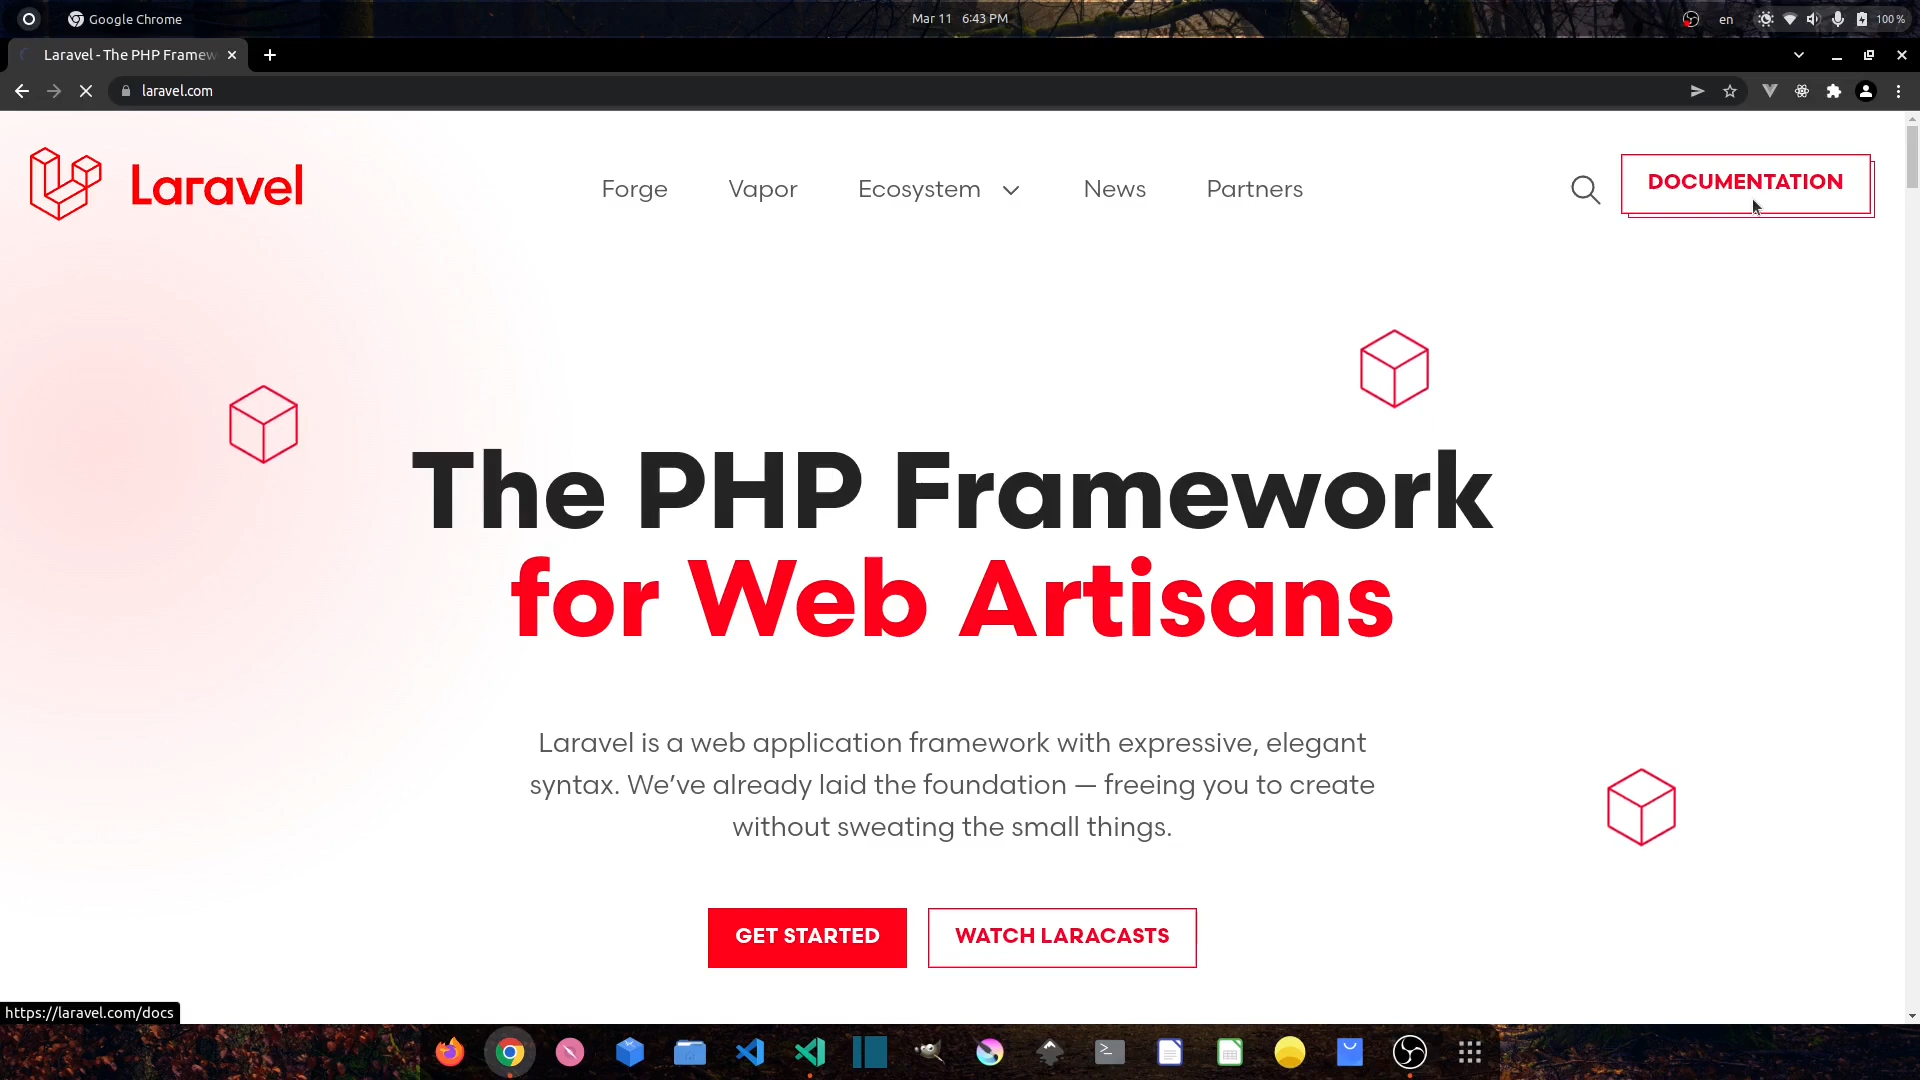 Google Chrome
Mar 11 6:43 PM
en
100 %
Laravel - The PHP Framew
laravel.com
Laravel
Forge
Vapor
Ecosystem
News
Partners
DOCUMENTATION
The PHP Framework
for Web Artisans
Laravel is a web application framework with expressive, elegant
syntax. We’ve already laid the foundation — freeing you to create
without sweating the small things.
GET STARTED
WATCH LARACASTS
https://laravel.com/docs